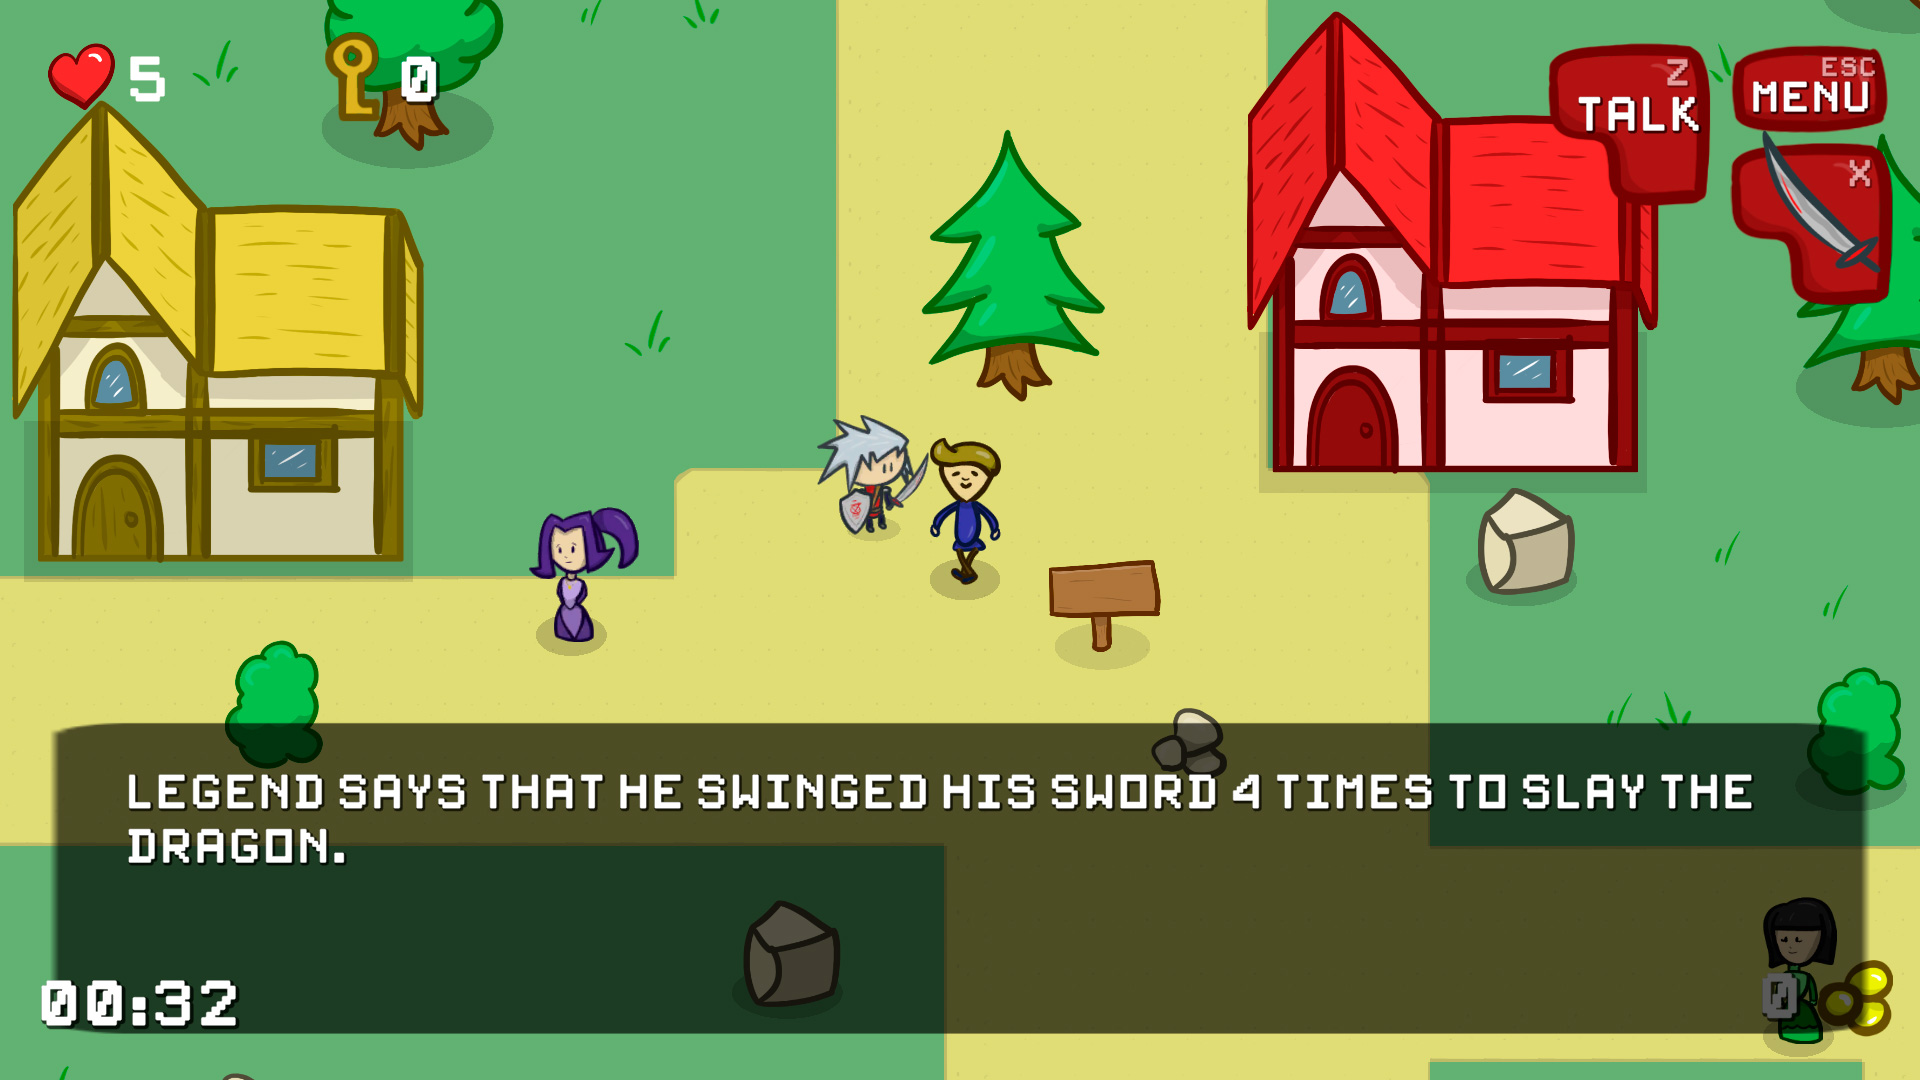 5
0
Z
TALK
ESC
MENU
X
LEGEND SAYS THAT HE SWINGED HIS SWORD 4 TIMES TO SLAY THE
DRAGON.
00:32
0